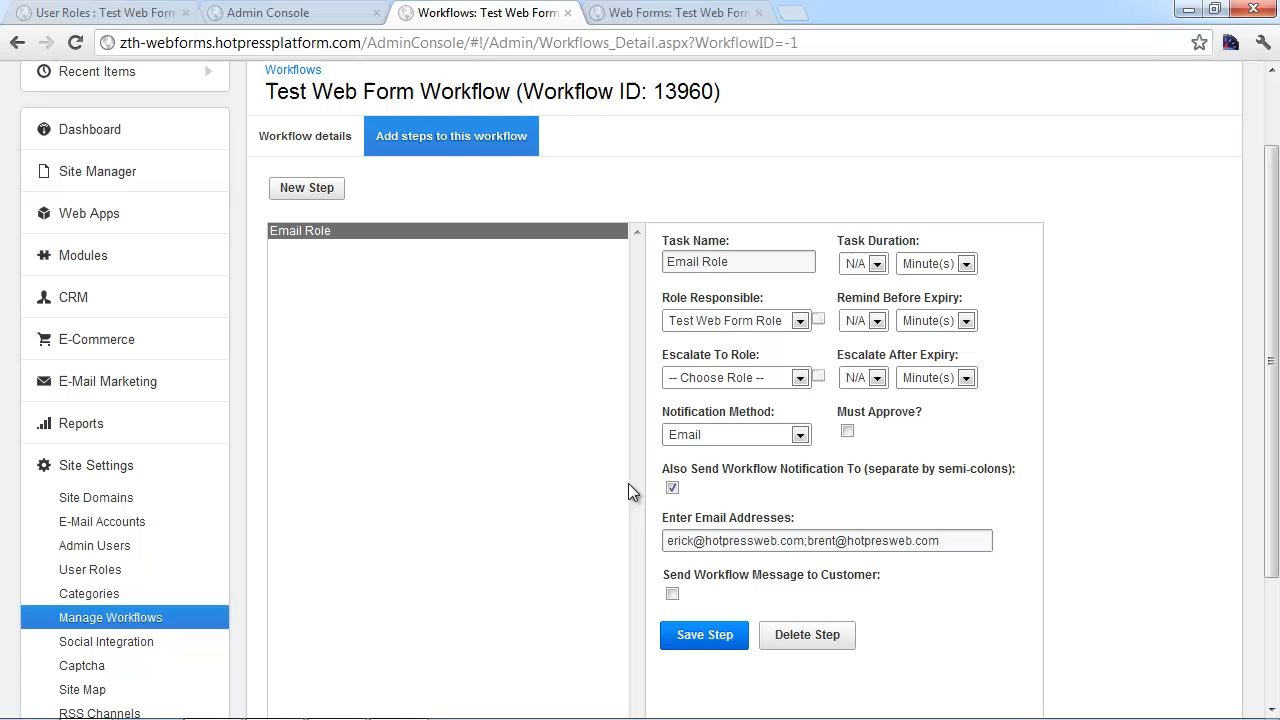 User Roles : Test Web Form
Admin Console
Workflows: Test Web Form
Web Forms: Test Web Form
zth-webforms.hotpressplatform.com/AdminConsole/#!/Admin/Workflows_Detail.aspx?WorkflowID=-1
Recent Items
Dashboard
Site Manager
Web Apps
Modules
CRM
E-Commerce
E-Mail Marketing
Reports
Site Settings
Site Domains
E-Mail Accounts
Admin Users
User Roles
Categories
Manage Workflows
Social Integration
Captcha
Site Map
RSS Channels
Workflows
Test Web Form Workflow (Workflow ID: 13960)
Workflow details
Add steps to this workflow
New Step
Email Role
Task Name:
Task Duration:
Email Role
N/A
Minute(s)
Role Responsible:
Remind Before Expiry:
Test Web Form Role
N/A
Minute(s)
Escalate To Role:
Escalate After Expiry:
-- Choose Role --
N/A
Minute(s)
Notification Method:
Must Approve?
Email
Also Send Workflow Notification To (separate by semi-colons):
Enter Email Addresses:
erick@hotpressweb.com;brent@hotpresweb.com
Send Workflow Message to Customer:
Save Step
Delete Step